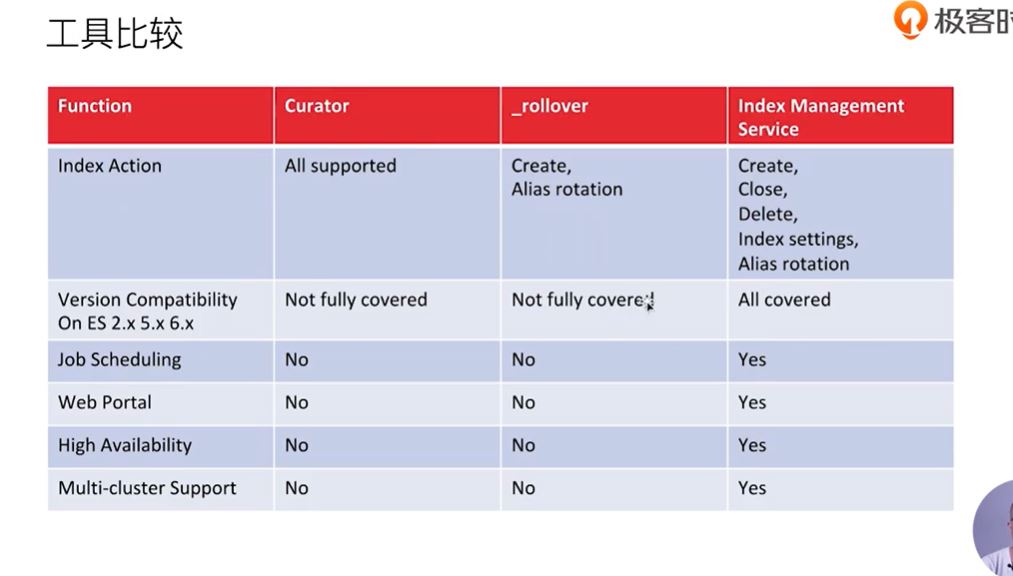 工具比较
极客时
Function Curator _rollover Index Management
Service
Index Action All supported Create, Create,
Alias rotation Close,
Delete,
Index settings,
Alias rotation
Version Compatibility Not fully covered Not fully covered All covered
On ES 2.x 5.x 6.x
Job Scheduling No No Yes
Web Portal No No Yes
High Availability No No Yes
Multi-cluster Support No No Yes